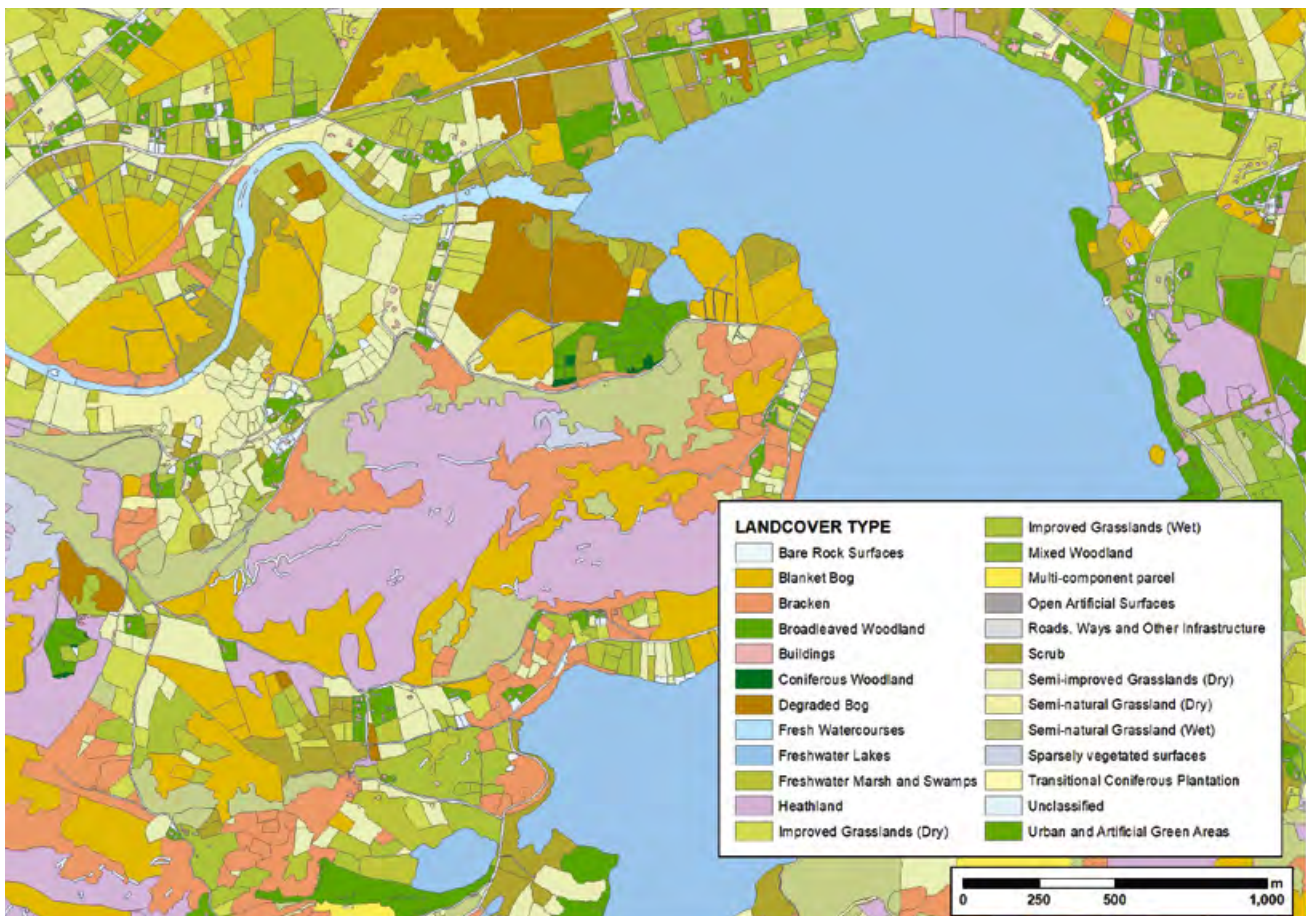 LANDCOVER TYPE
Bare Rock Surfaces
Blanket Bog
Bracken
Broadleaved Woodland
Buildings
Coniferous Woodland
Degraded Bog
Fresh Watercourses
Freshwater Lakes
Freshwater Marsh and Swamps
Heathland
Improved Grasslands (Dry)
Improved Grasslands (Wet)
Mixed Woodland
Multi-component parcel
Open Artificial Surfaces
Roads, Ways and Other Infrastructure
Scrub
Semi-improved Grasslands (Dry)
Semi-natural Grassland (Dry)
Semi-natural Grassland (Wet)
Sparsely vegetated surfaces
Transitional Coniferous Plantation
Unclassified
Urban and Artificial Green Areas
m
0 250 500 1,000